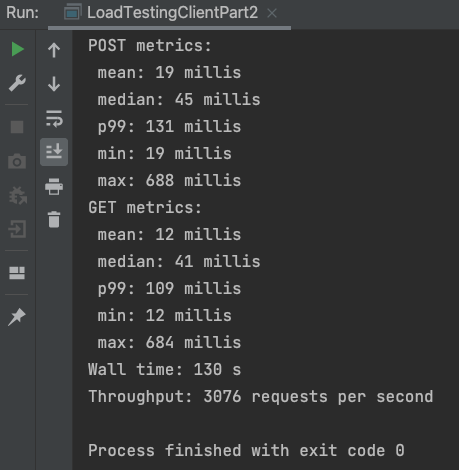 Run: LoadTestingClientPart2
POST metrics:
mean: 19 millis
median: 45 millis
p99: 131 millis
min: 19 millis
max: 688 millis
GET metrics:
mean: 12 millis
median: 41 millis
p99: 109 millis
min: 12 millis
max: 684 millis
Wall time: 130 s
Throughput: 3076 requests per second
Process finished with exit code 0